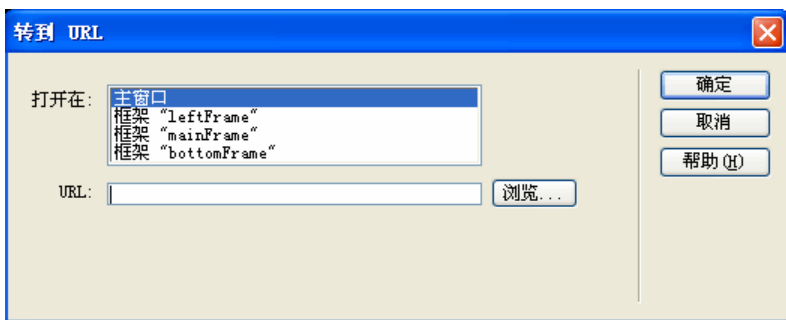 转到 URL
打开在:
主窗口
框架 "leftFrame"
框架 "mainFrame"
框架 "bottomFrame"
URL:
浏览...
确定
取消
帮助(H)